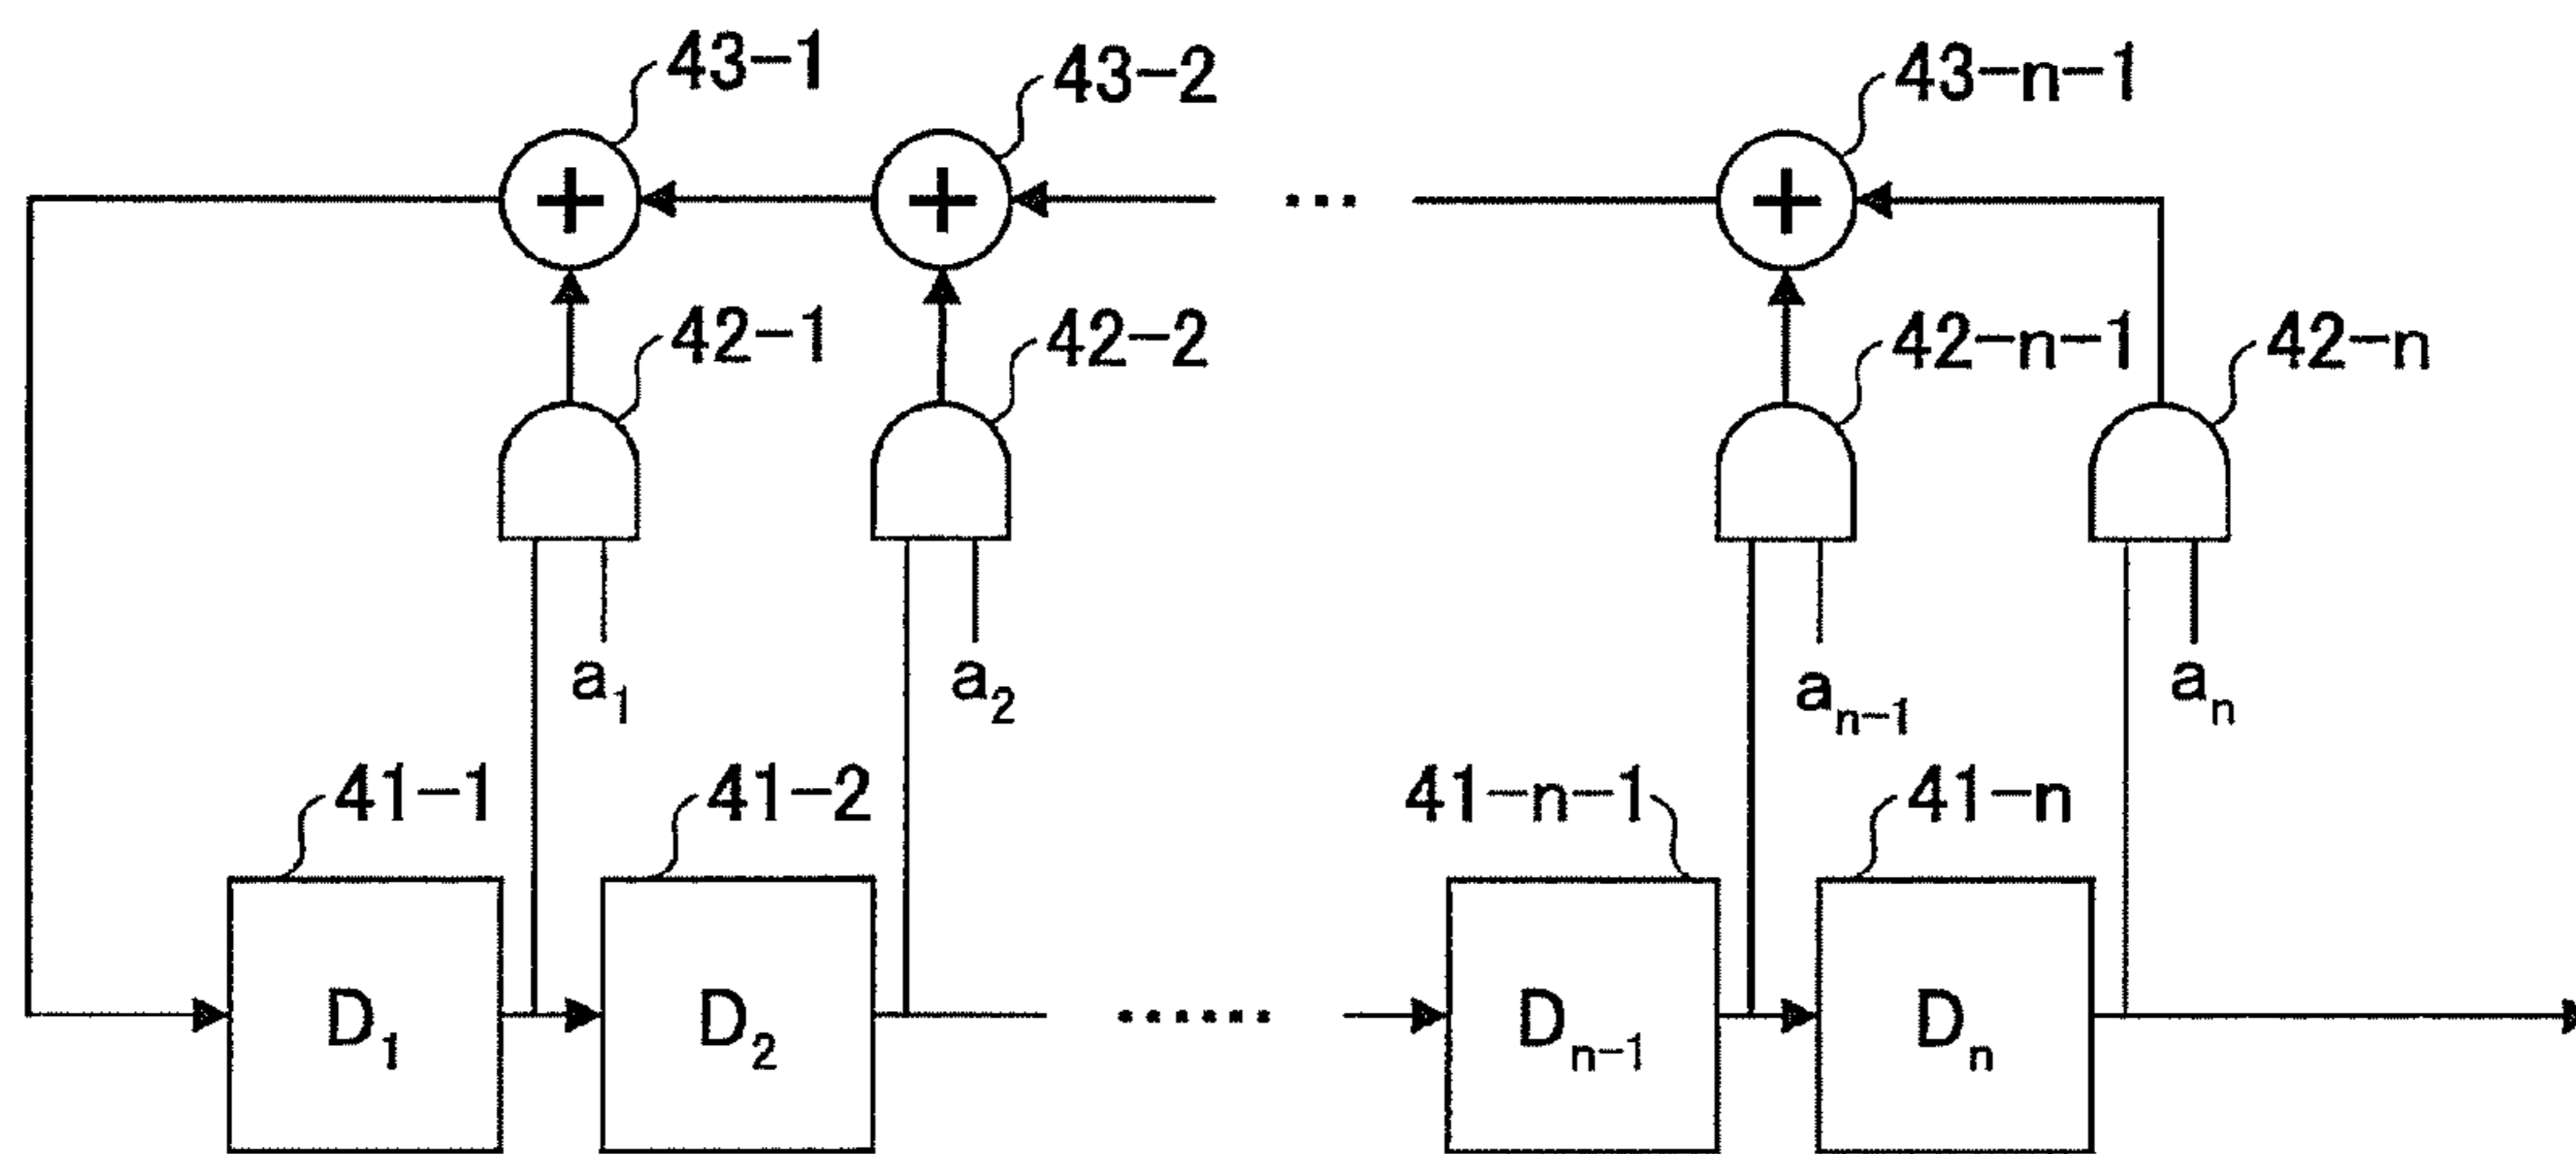 43-1 43-2 43-n-1
+ + ... +
42-1 42-2 42-n-1 42-n
a₁ a₂ aₙ₋₁ aₙ
41-1 41-2 41-n-1 41-n
D₁ D₂ ...... Dₙ₋₁ Dₙ